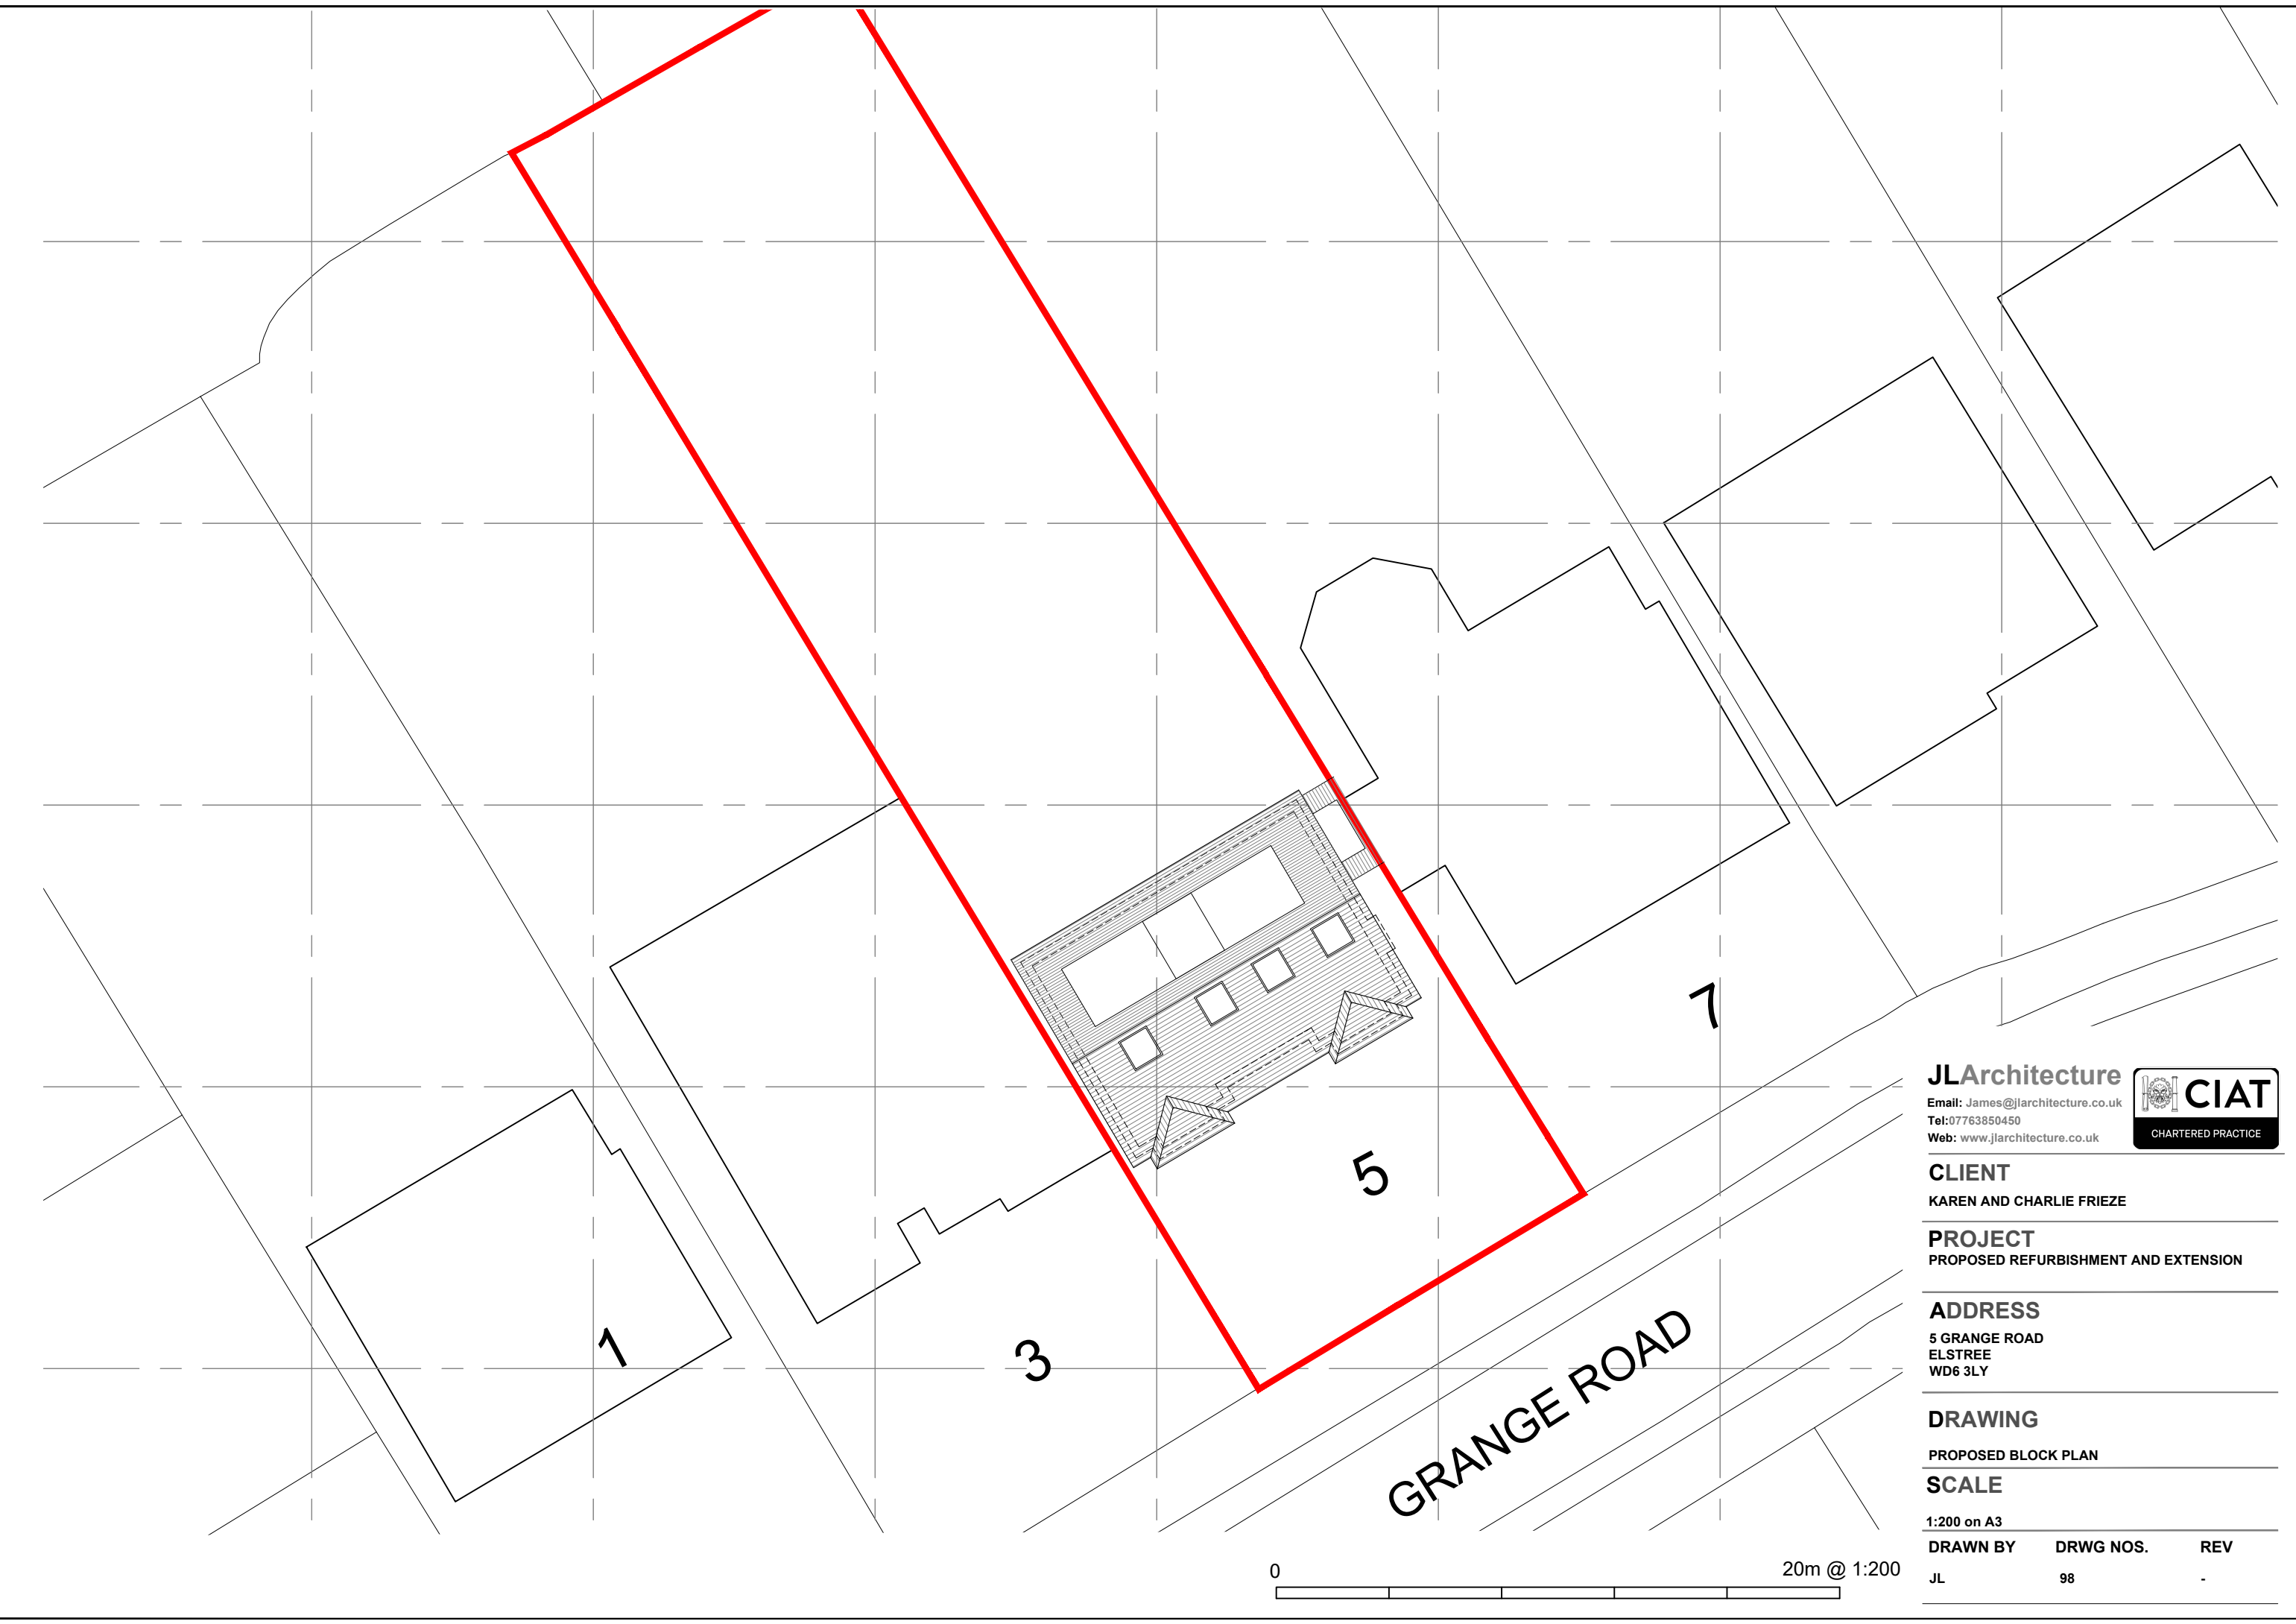 1
3
5
7
GRANGE ROAD
0
20m @ 1:200
JLArchitecture
Email: James@jlarchitecture.co.uk
Tel:07763850450
Web: www.jlarchitecture.co.uk
CIAT
CHARTERED PRACTICE
CLIENT
KAREN AND CHARLIE FRIEZE
PROJECT
PROPOSED REFURBISHMENT AND EXTENSION
ADDRESS
5 GRANGE ROAD
ELSTREE
WD6 3LY
DRAWING
PROPOSED BLOCK PLAN
SCALE
1:200 on A3
DRAWN BY DRWG NOS. REV
JL 98 -